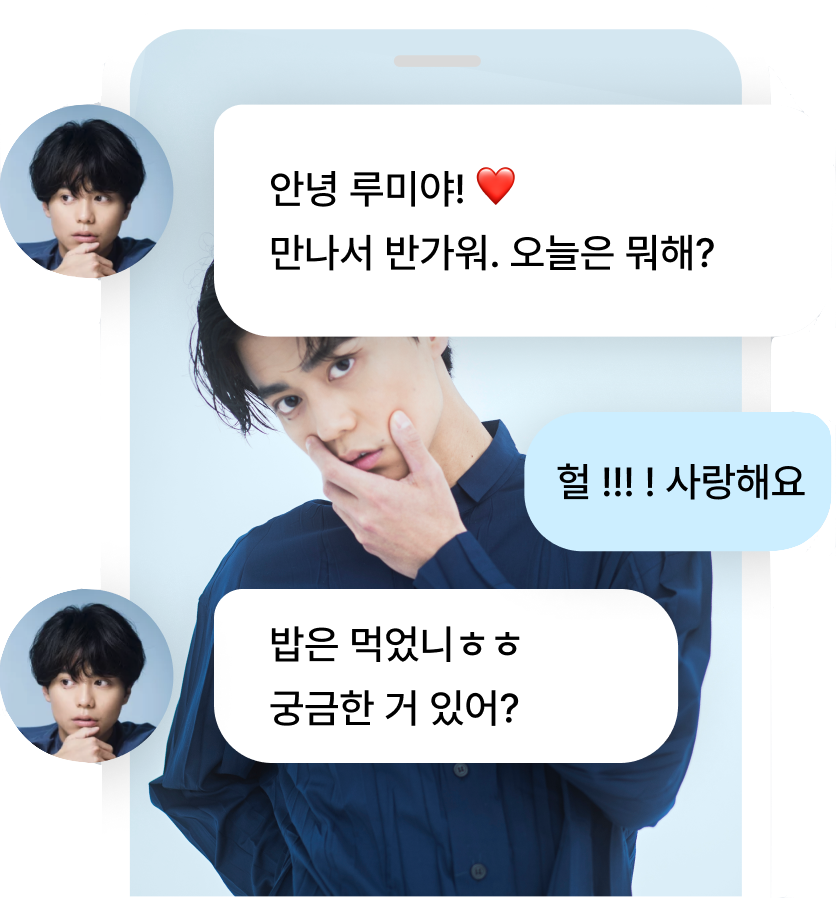 안녕 루미야! ❤️
만나서 반가워. 오늘은 뭐해?
헐 !!! ! 사랑해요
밥은 먹었니ㅎㅎ
궁금한 거 있어?